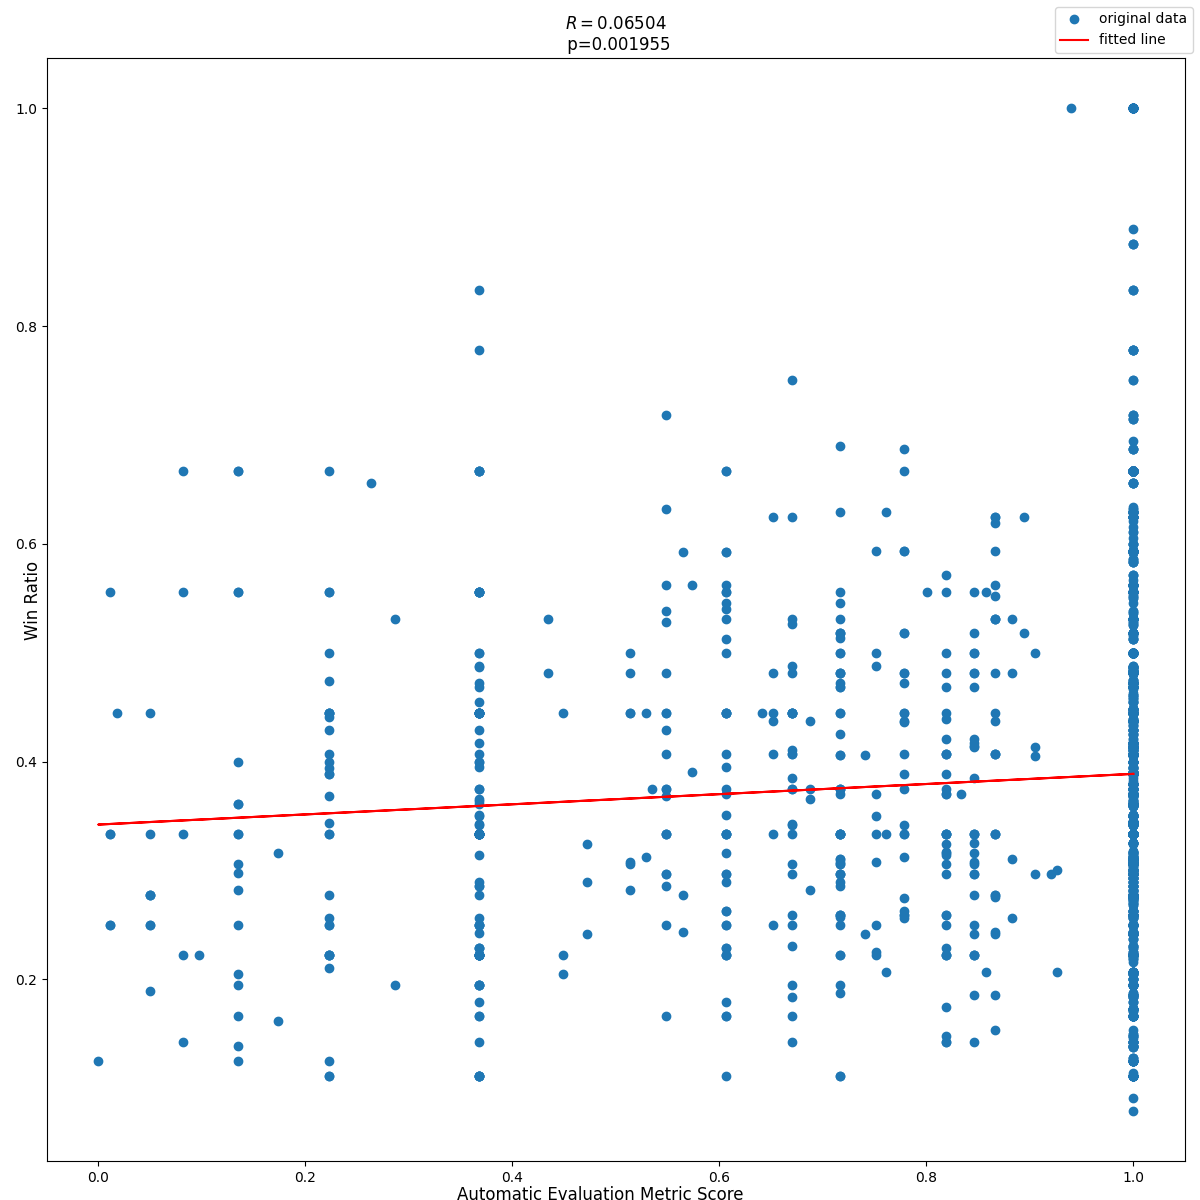 R = 0.06504
p=0.001955
original data
fitted line
1.0
0.8
0.6
0.4
0.2
Win Ratio
0.0 0.2 0.4 0.6 0.8 1.0
Automatic Evaluation Metric Score